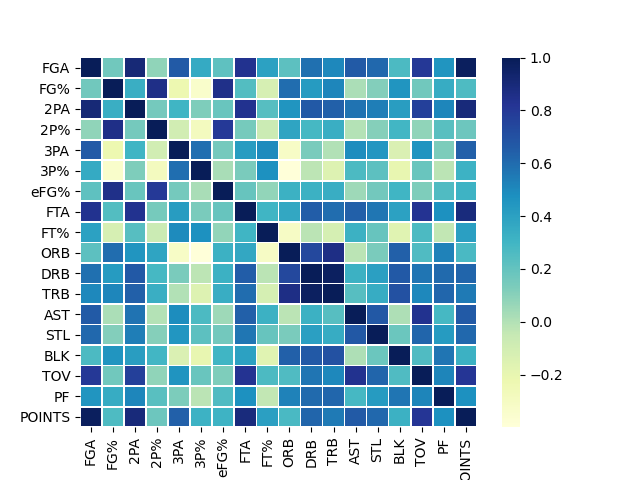 FGA
FG%
2PA
2P%
3PA
3P%
eFG%
FTA
FT%
ORB
DRB
TRB
AST
STL
BLK
TOV
PF
POINTS
1.0
0.8
0.6
0.4
0.2
0.0
−0.2
FGA
FG%
2PA
2P%
3PA
3P%
eFG%
FTA
FT%
ORB
DRB
TRB
AST
STL
BLK
TOV
PF
OINTS